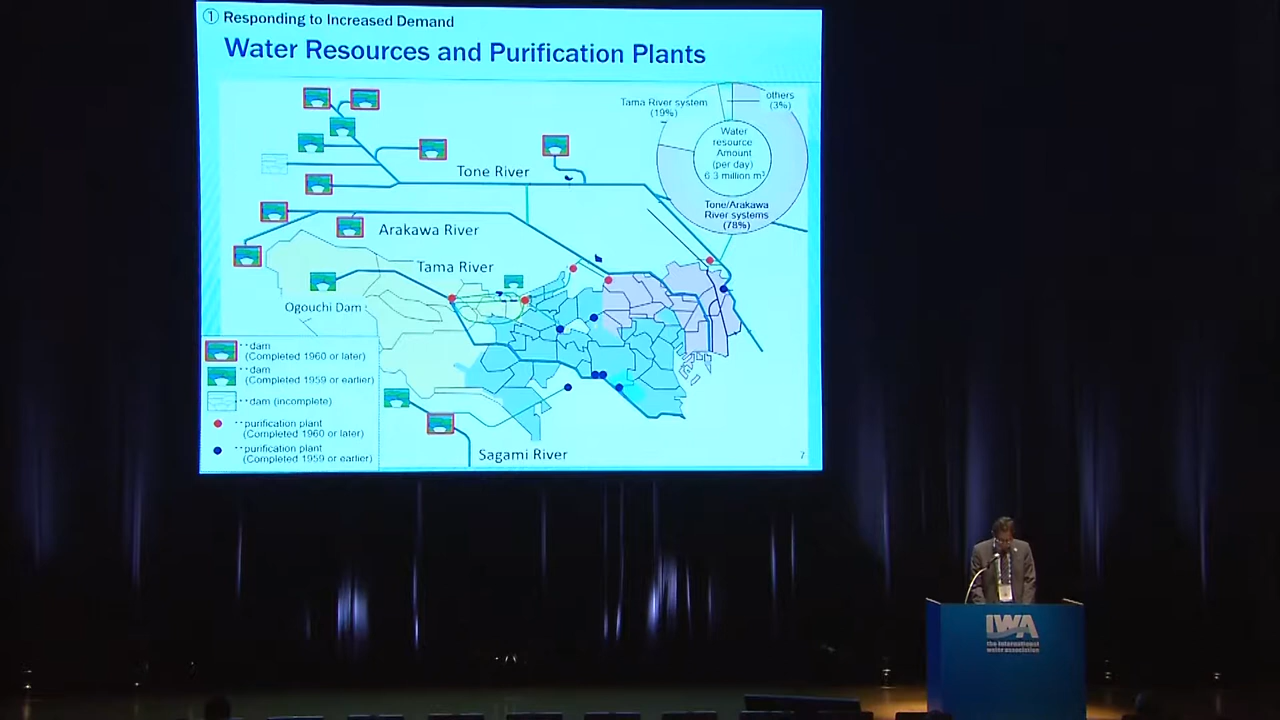 ① Responding to Increased Demand
Water Resources and Purification Plants
Tama River system
(19%)
others
(3%)
Water
resource
Amount
(per day)
6.3 million m³
Tone/Arakawa
River systems
(78%)
Tone River
Arakawa River
Tama River
Ogouchi Dam
Sagami River
··dam
(Completed 1960 or later)
··dam
(Completed 1959 or earlier)
··dam (incomplete)
··purification plant
(Completed 1960 or later)
··purification plant
(Completed 1959 or earlier)
7
IWA
the international
water association